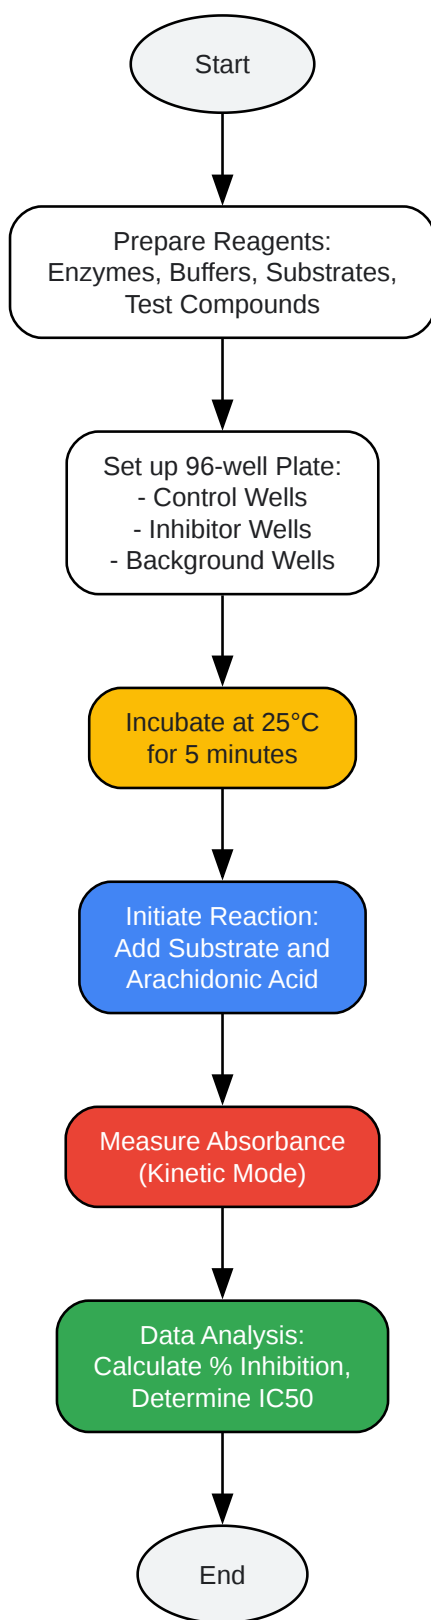 Start
Prepare Reagents:
Enzymes, Buffers, Substrates,
Test Compounds
Set up 96-well Plate:
- Control Wells
- Inhibitor Wells
- Background Wells
Incubate at 25°C
for 5 minutes
Initiate Reaction:
Add Substrate and
Arachidonic Acid
Measure Absorbance
(Kinetic Mode)
Data Analysis:
Calculate % Inhibition,
Determine IC50
End